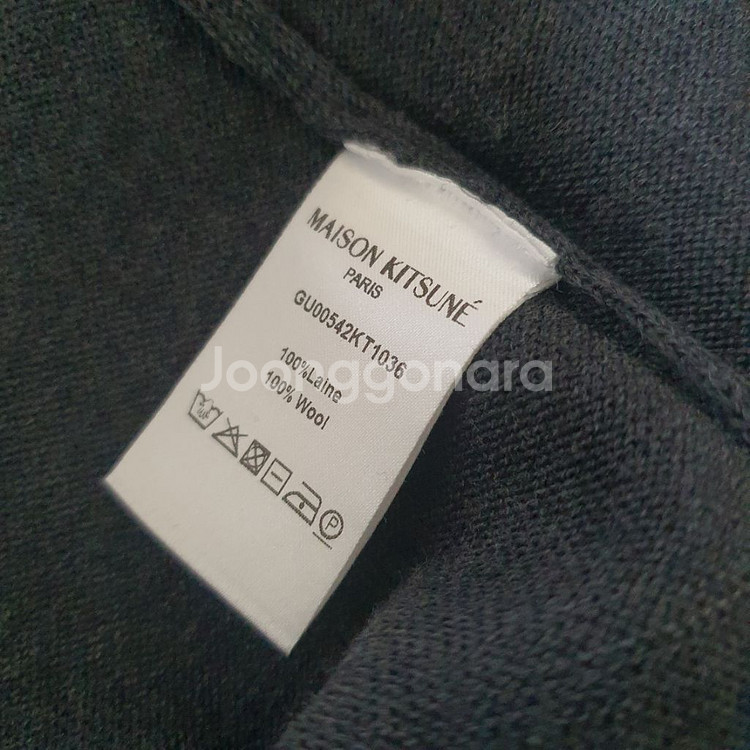 MAISON KITSUNÉ
PARIS
GU00542KT1036
100%Laine
100% Wool
P
Joonggonara